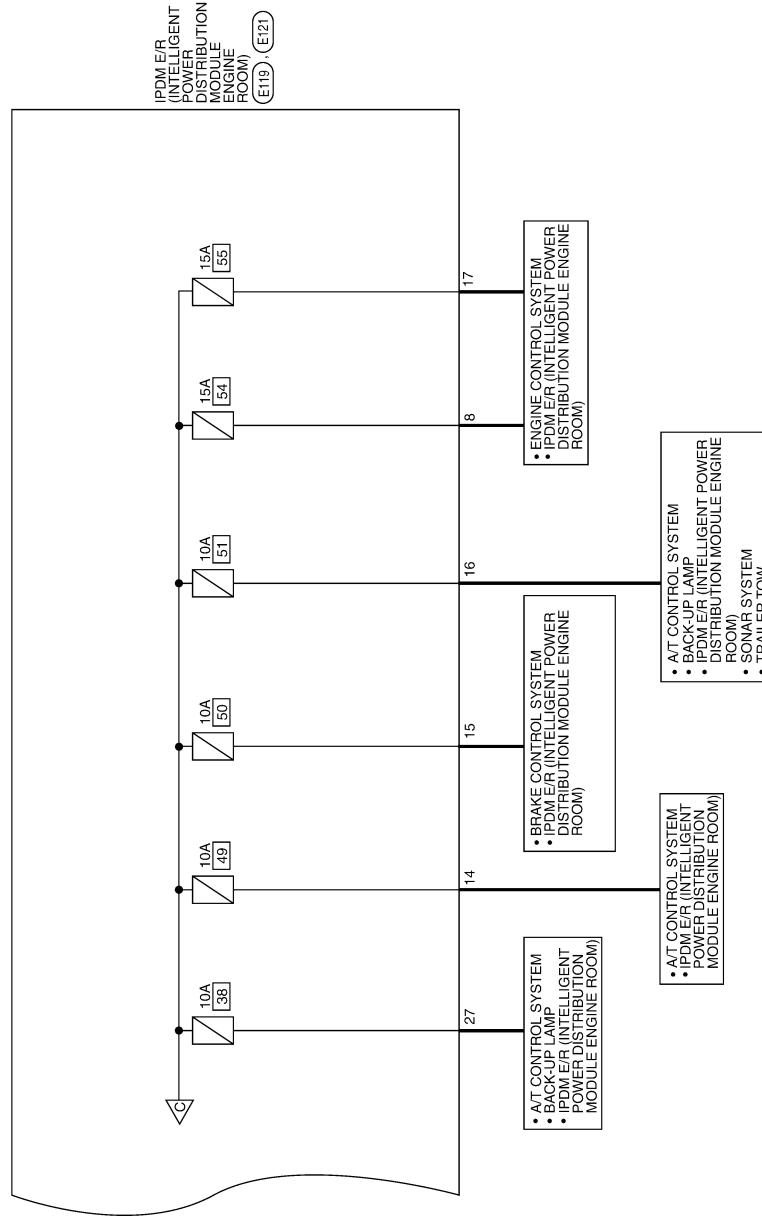 IPDM E/R
(INTELLIGENT
POWER
DISTRIBUTION
MODULE
ENGINE
ROOM)
E119 , E121
C
10A
38
10A
49
10A
50
10A
51
15A
54
15A
55
27
14
15
16
8
17
• A/T CONTROL SYSTEM
• BACK-UP LAMP
• IPDM E/R (INTELLIGENT
POWER DISTRIBUTION
MODULE ENGINE ROOM)
• A/T CONTROL SYSTEM
• IPDM E/R (INTELLIGENT
POWER DISTRIBUTION
MODULE ENGINE ROOM)
• BRAKE CONTROL SYSTEM
• IPDM E/R (INTELLIGENT POWER
DISTRIBUTION MODULE ENGINE
ROOM)
• A/T CONTROL SYSTEM
• BACK-UP LAMP
• IPDM E/R (INTELLIGENT POWER
DISTRIBUTION MODULE ENGINE
ROOM)
• SONAR SYSTEM
• TRAILER TOW
• ENGINE CONTROL SYSTEM
• IPDM E/R (INTELLIGENT POWER
DISTRIBUTION MODULE ENGINE
ROOM)